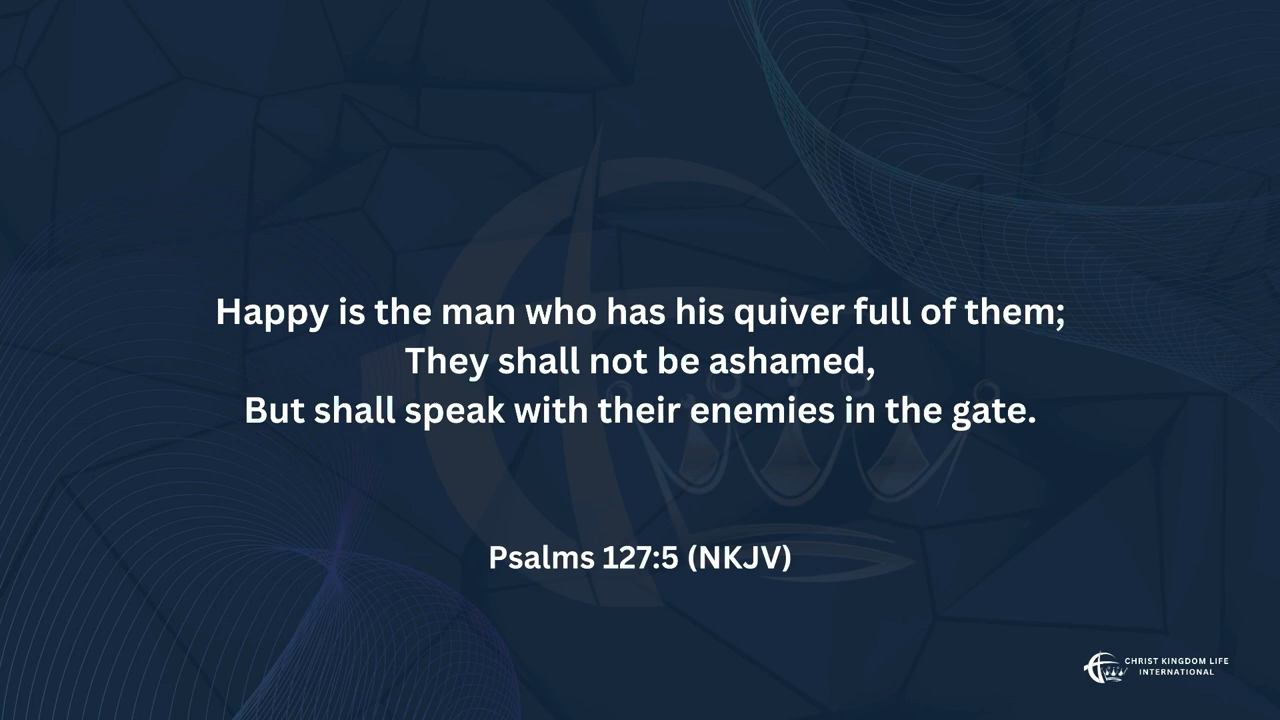 Happy is the man who has his quiver full of them;
They shall not be ashamed,
But shall speak with their enemies in the gate.
Psalms 127:5 (NKJV)
CHRIST KINGDOM LIFE
INTERNATIONAL